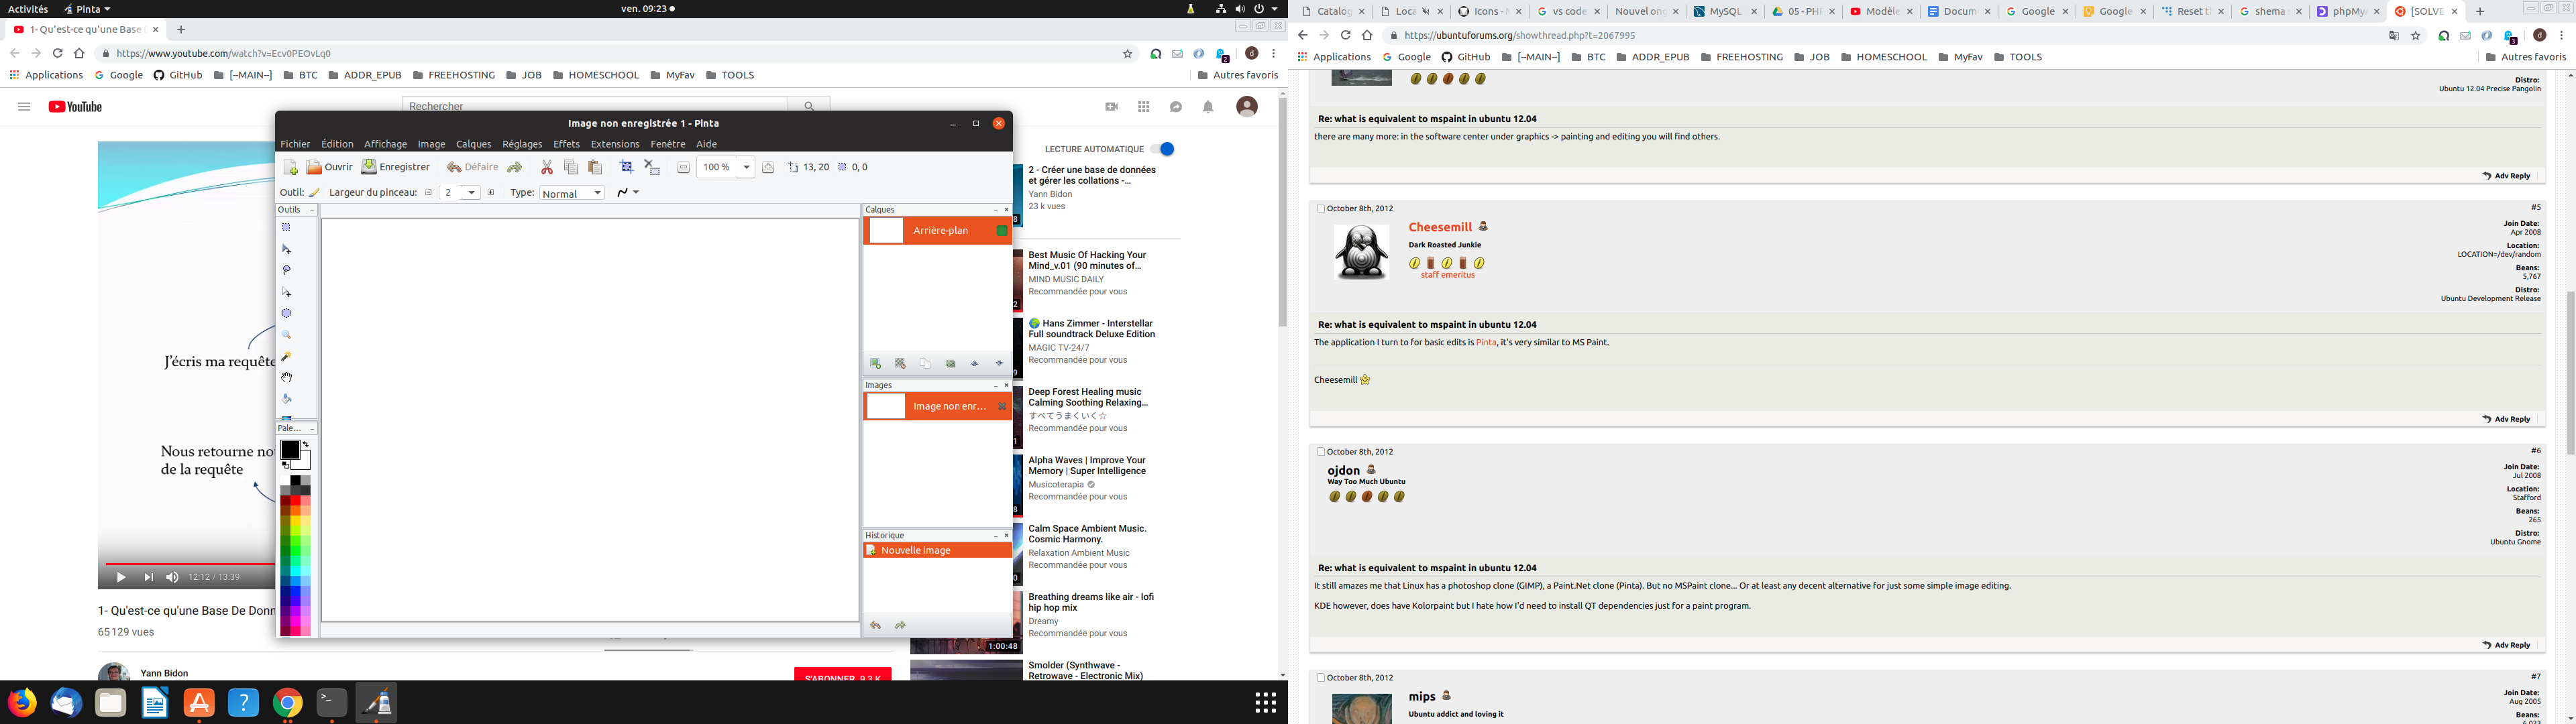 Activités
Pinta
ven. 09:23
1- Qu'est-ce qu'une Base
https://www.youtube.com/watch?v=Ecv0PEOvLq0
Applications
Google
GitHub
[--MAIN--]
BTC
ADDR_EPUB
FREEHOSTING
JOB
HOMESCHOOL
MyFav
TOOLS
Autres favoris
YouTube
Rechercher
J'écris ma requête
Nous retourne no
de la requête
12:12 / 13:39
1- Qu'est-ce qu'une Base De Donn
65 129 vues
Yann Bidon
S'ABONNER 9,3 K
Image non enregistrée 1 - Pinta
Fichier Édition Affichage Image Calques Réglages Effets Extensions Fenêtre Aide
Ouvrir Enregistrer Défaire 100 % 13, 20 0, 0
Outil: Largeur du pinceau: 2 Type: Normal
Outils
Pale...
Calques
Arrière-plan
Images
Image non enr...
Historique
Nouvelle image
LECTURE AUTOMATIQUE
2 - Créer une base de données
et gérer les collations -...
Yann Bidon
23 k vues
Best Music Of Hacking Your
Mind_v.01 (90 minutes of...
MIND MUSIC DAILY
Recommandée pour vous
Hans Zimmer - Interstellar
Full soundtrack Deluxe Edition
MAGIC TV-24/7
Recommandée pour vous
Deep Forest Healing music
Calming Soothing Relaxing...
すべてうまくいく☆
Recommandée pour vous
Alpha Waves | Improve Your
Memory | Super Intelligence
Musicoterapia
Recommandée pour vous
Calm Space Ambient Music.
Cosmic Harmony.
Relaxation Ambient Music
Recommandée pour vous
Breathing dreams like air - lofi
hip hop mix
Dreamy
Recommandée pour vous
1:00:48
Smolder (Synthwave -
Retrowave - Electronic Mix)
Catalog
Loca
Icons -
vs code
Nouvel on
MySQL
05 - PHP
Modèle
Docum
Google
Google
Reset th
shema
phpMy
[SOLVE
https://ubuntuforums.org/showthread.php?t=2067995
Applications
Google
GitHub
[--MAIN--]
BTC
ADDR_EPUB
FREEHOSTING
JOB
HOMESCHOOL
MyFav
TOOLS
Autres favoris
Distro:
Ubuntu 12.04 Precise Pangolin
Re: what is equivalent to mspaint in ubuntu 12.04
there are many more: in the software center under graphics -> painting and editing you will find others.
Adv Reply
October 8th, 2012
#5
Cheesemill
Dark Roasted Junkie
staff emeritus
Join Date:
Apr 2008
Location:
LOCATION=/dev/random
Beans:
5,767
Distro:
Ubuntu Development Release
Re: what is equivalent to mspaint in ubuntu 12.04
The application I turn to for basic edits is Pinta, it's very similar to MS Paint.
Cheesemill
Adv Reply
October 8th, 2012
#6
ojdon
Way Too Much Ubuntu
Join Date:
Jul 2008
Location:
Stafford
Beans:
265
Distro:
Ubuntu Gnome
Re: what is equivalent to mspaint in ubuntu 12.04
It still amazes me that Linux has a photoshop clone (GIMP), a Paint.Net clone (Pinta). But no MSPaint clone... Or at least any decent alternative for just some simple image editing.
KDE however, does have Kolorpaint but I hate how I'd need to install QT dependencies just for a paint program.
Adv Reply
October 8th, 2012
#7
mips
Ubuntu addict and loving it
Join Date:
Aug 2005
Beans: